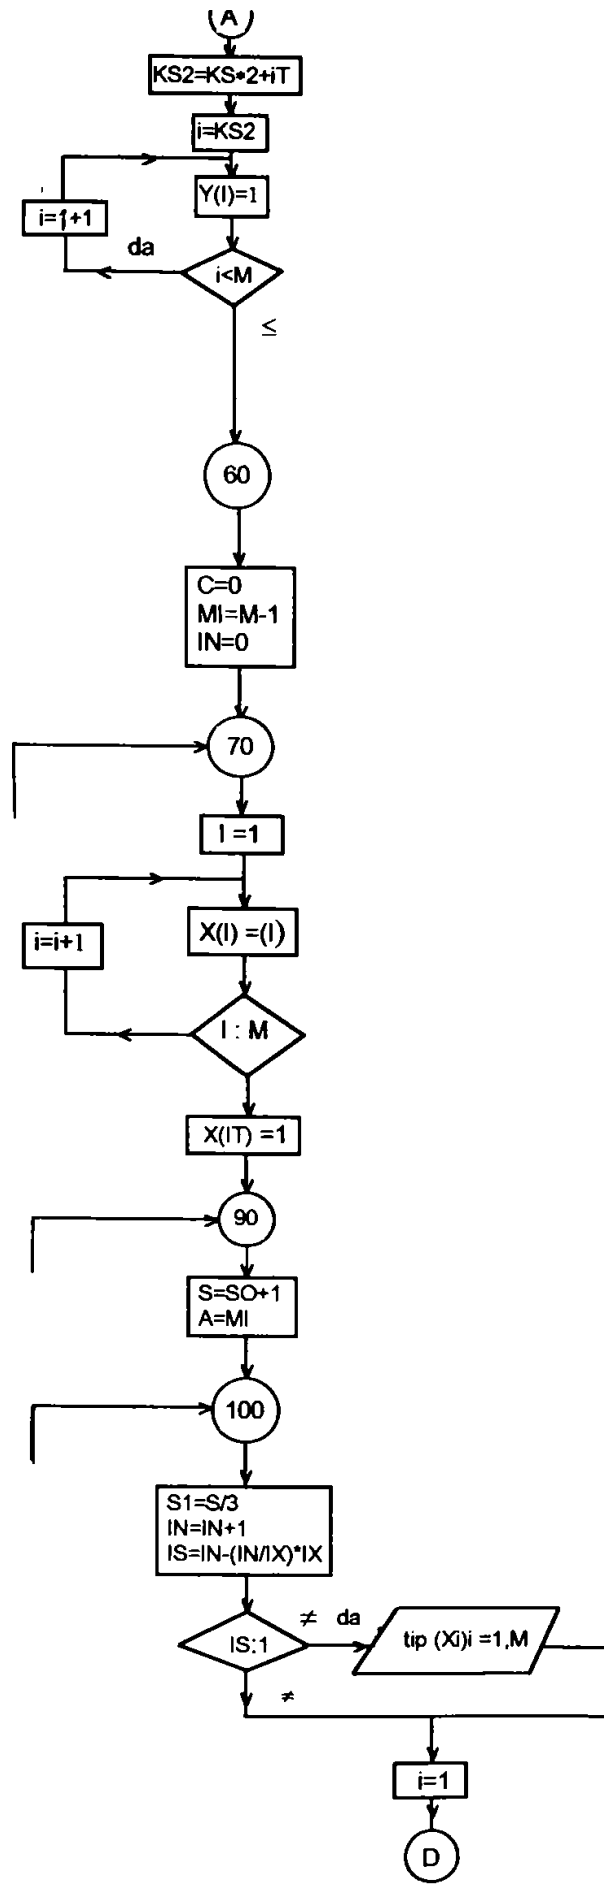 A
KS2=KS*2+iT
i=KS2
Y(I)=1
i=1+1
da
i<M
≤
60
C=0
MI=M-1
IN=0
70
I =1
X(I) =(I)
i=i+1
I : M
X(IT) =1
90
S=SO+1
A=MI
100
S1=S/3
IN=IN+1
IS=IN-(IN/IX)*IX
≠ da
IS:1
tip (Xi)i =1,M
≠
i=1
D